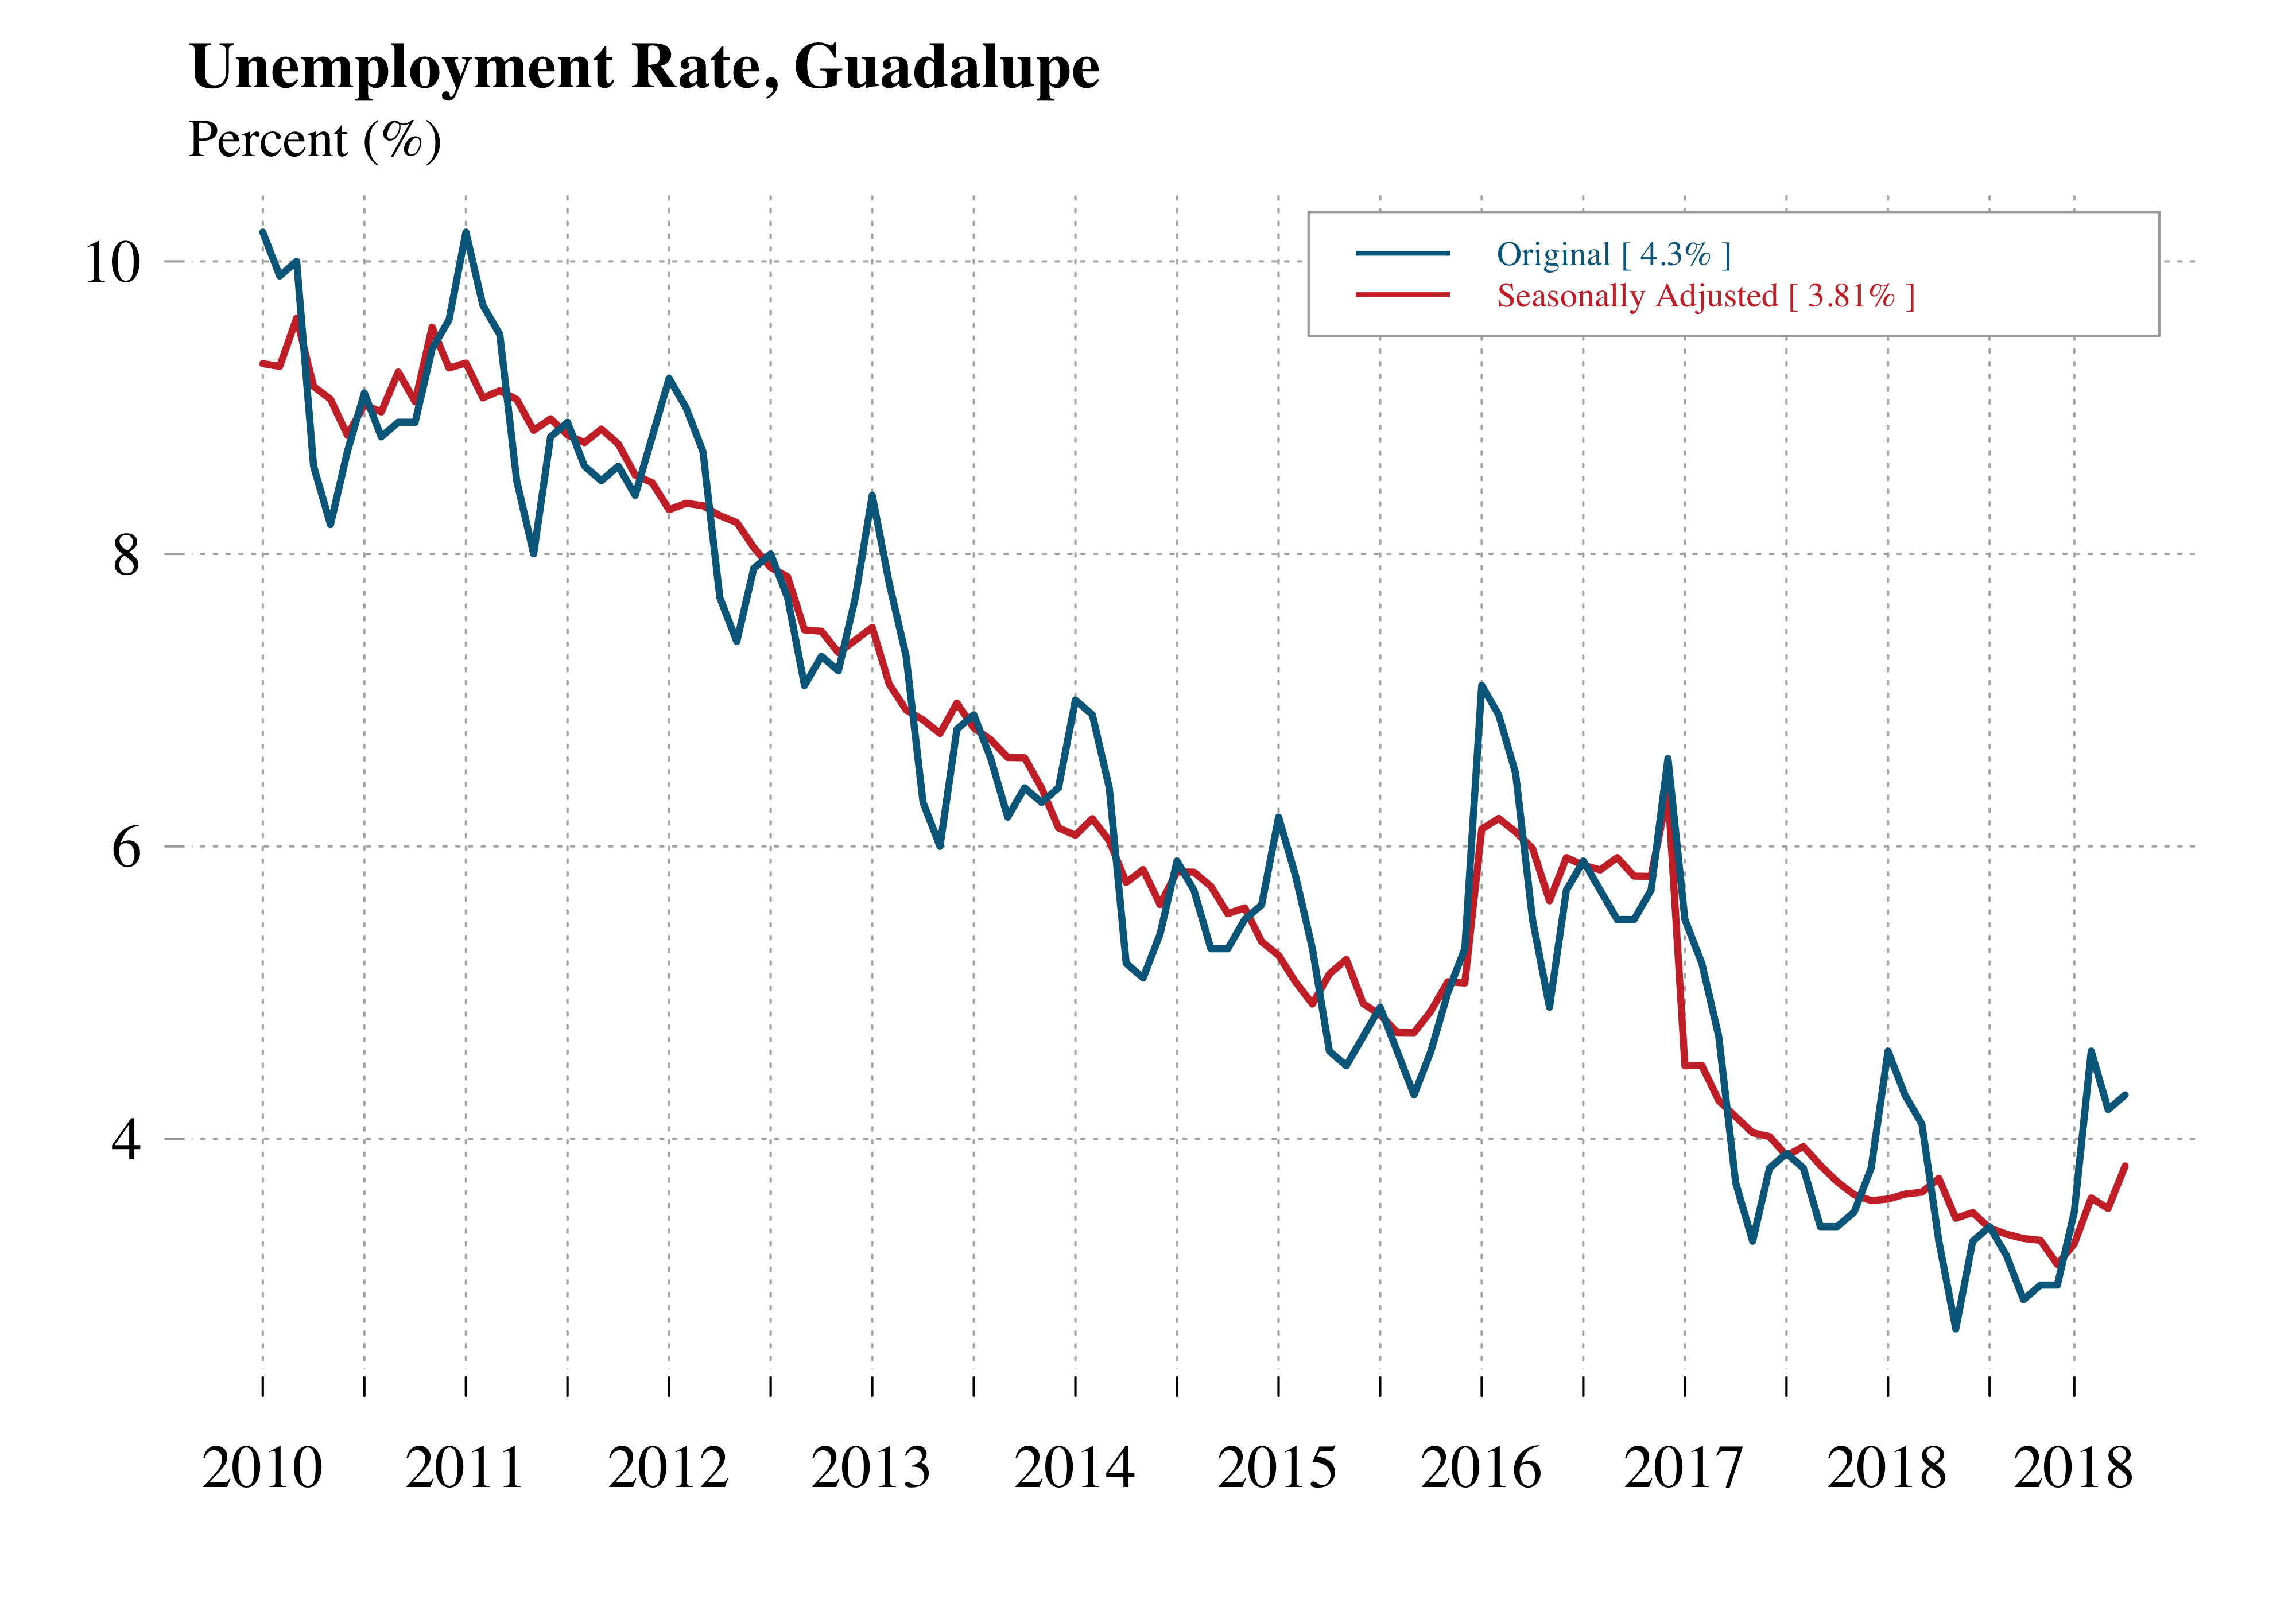 Unemployment Rate, Guadalupe
Percent (%)
Original [ 4.3% ]
Seasonally Adjusted [ 3.81% ]
10
8
6
4
2010 2011 2012 2013 2014 2015 2016 2017 2018 2018